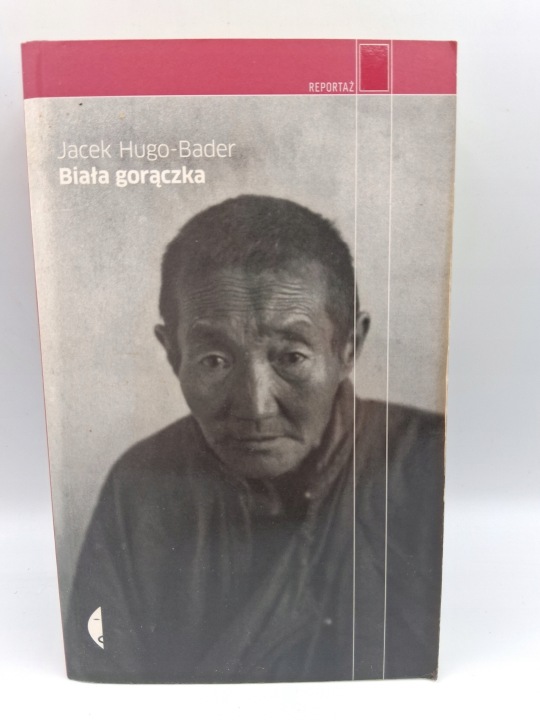 REPORTAŻ
Jacek Hugo-Bader
Biała gorączka